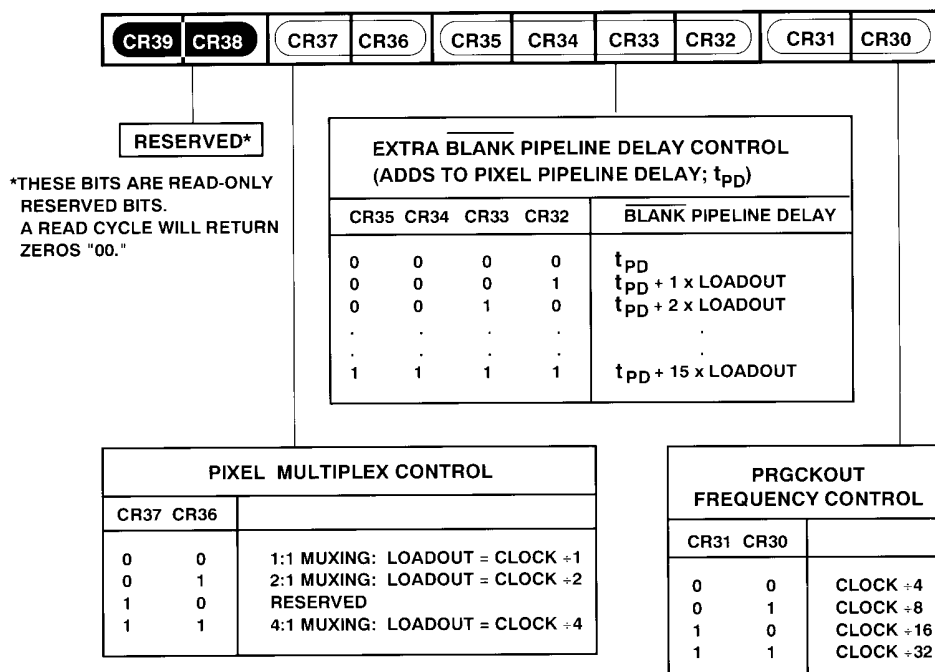 CR39 CR38 CR37 CR36 CR35 CR34 CR33 CR32 CR31 CR30
RESERVED*
*THESE BITS ARE READ-ONLY
RESERVED BITS.
A READ CYCLE WILL RETURN
ZEROS "00."
EXTRA BLANK PIPELINE DELAY CONTROL
(ADDS TO PIXEL PIPELINE DELAY; tPD)
CR35 CR34 CR33 CR32 BLANK PIPELINE DELAY
0 0 0 0 tPD
0 0 0 1 tPD + 1 x LOADOUT
0 0 1 0 tPD + 2 x LOADOUT
. . . . .
. . . . .
1 1 1 1 tPD + 15 x LOADOUT
PIXEL MULTIPLEX CONTROL
CR37 CR36
0 0 1:1 MUXING: LOADOUT = CLOCK ÷1
0 1 2:1 MUXING: LOADOUT = CLOCK ÷2
1 0 RESERVED
1 1 4:1 MUXING: LOADOUT = CLOCK ÷4
PRGCKOUT
FREQUENCY CONTROL
CR31 CR30
0 0 CLOCK ÷4
0 1 CLOCK ÷8
1 0 CLOCK ÷16
1 1 CLOCK ÷32